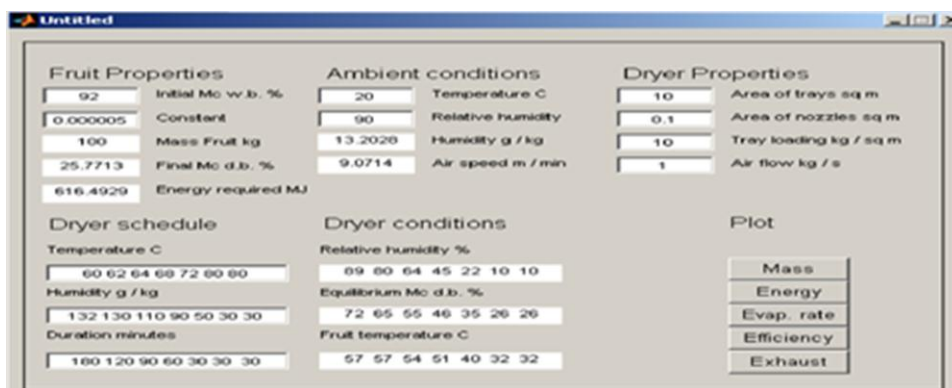 Untitled
Fruit Properties
92 Initial Mc w.b. %
0.000005 Constant
100 Mass Fruit kg
25.7713 Final Mc d.b. %
616.4929 Energy required MJ
Ambient conditions
20 Temperature C
90 Relative humidity
13.2028 Humidity g / kg
9.0714 Air speed m / min
Dryer Properties
10 Area of trays sq m
0.1 Area of nozzles sq m
10 Tray loading kg / sq m
1 Air flow kg / s
Dryer schedule
Temperature C
60 62 64 68 72 80 80
Humidity g / kg
132 130 110 90 50 30 30
Duration minutes
180 120 90 60 30 30 30
Dryer conditions
Relative humidity %
89 80 64 45 22 10 10
Equilibrium Mc d.b. %
72 65 55 46 35 26 26
Fruit temperature C
57 57 54 51 40 32 32
Plot
Mass
Energy
Evap. rate
Efficiency
Exhaust